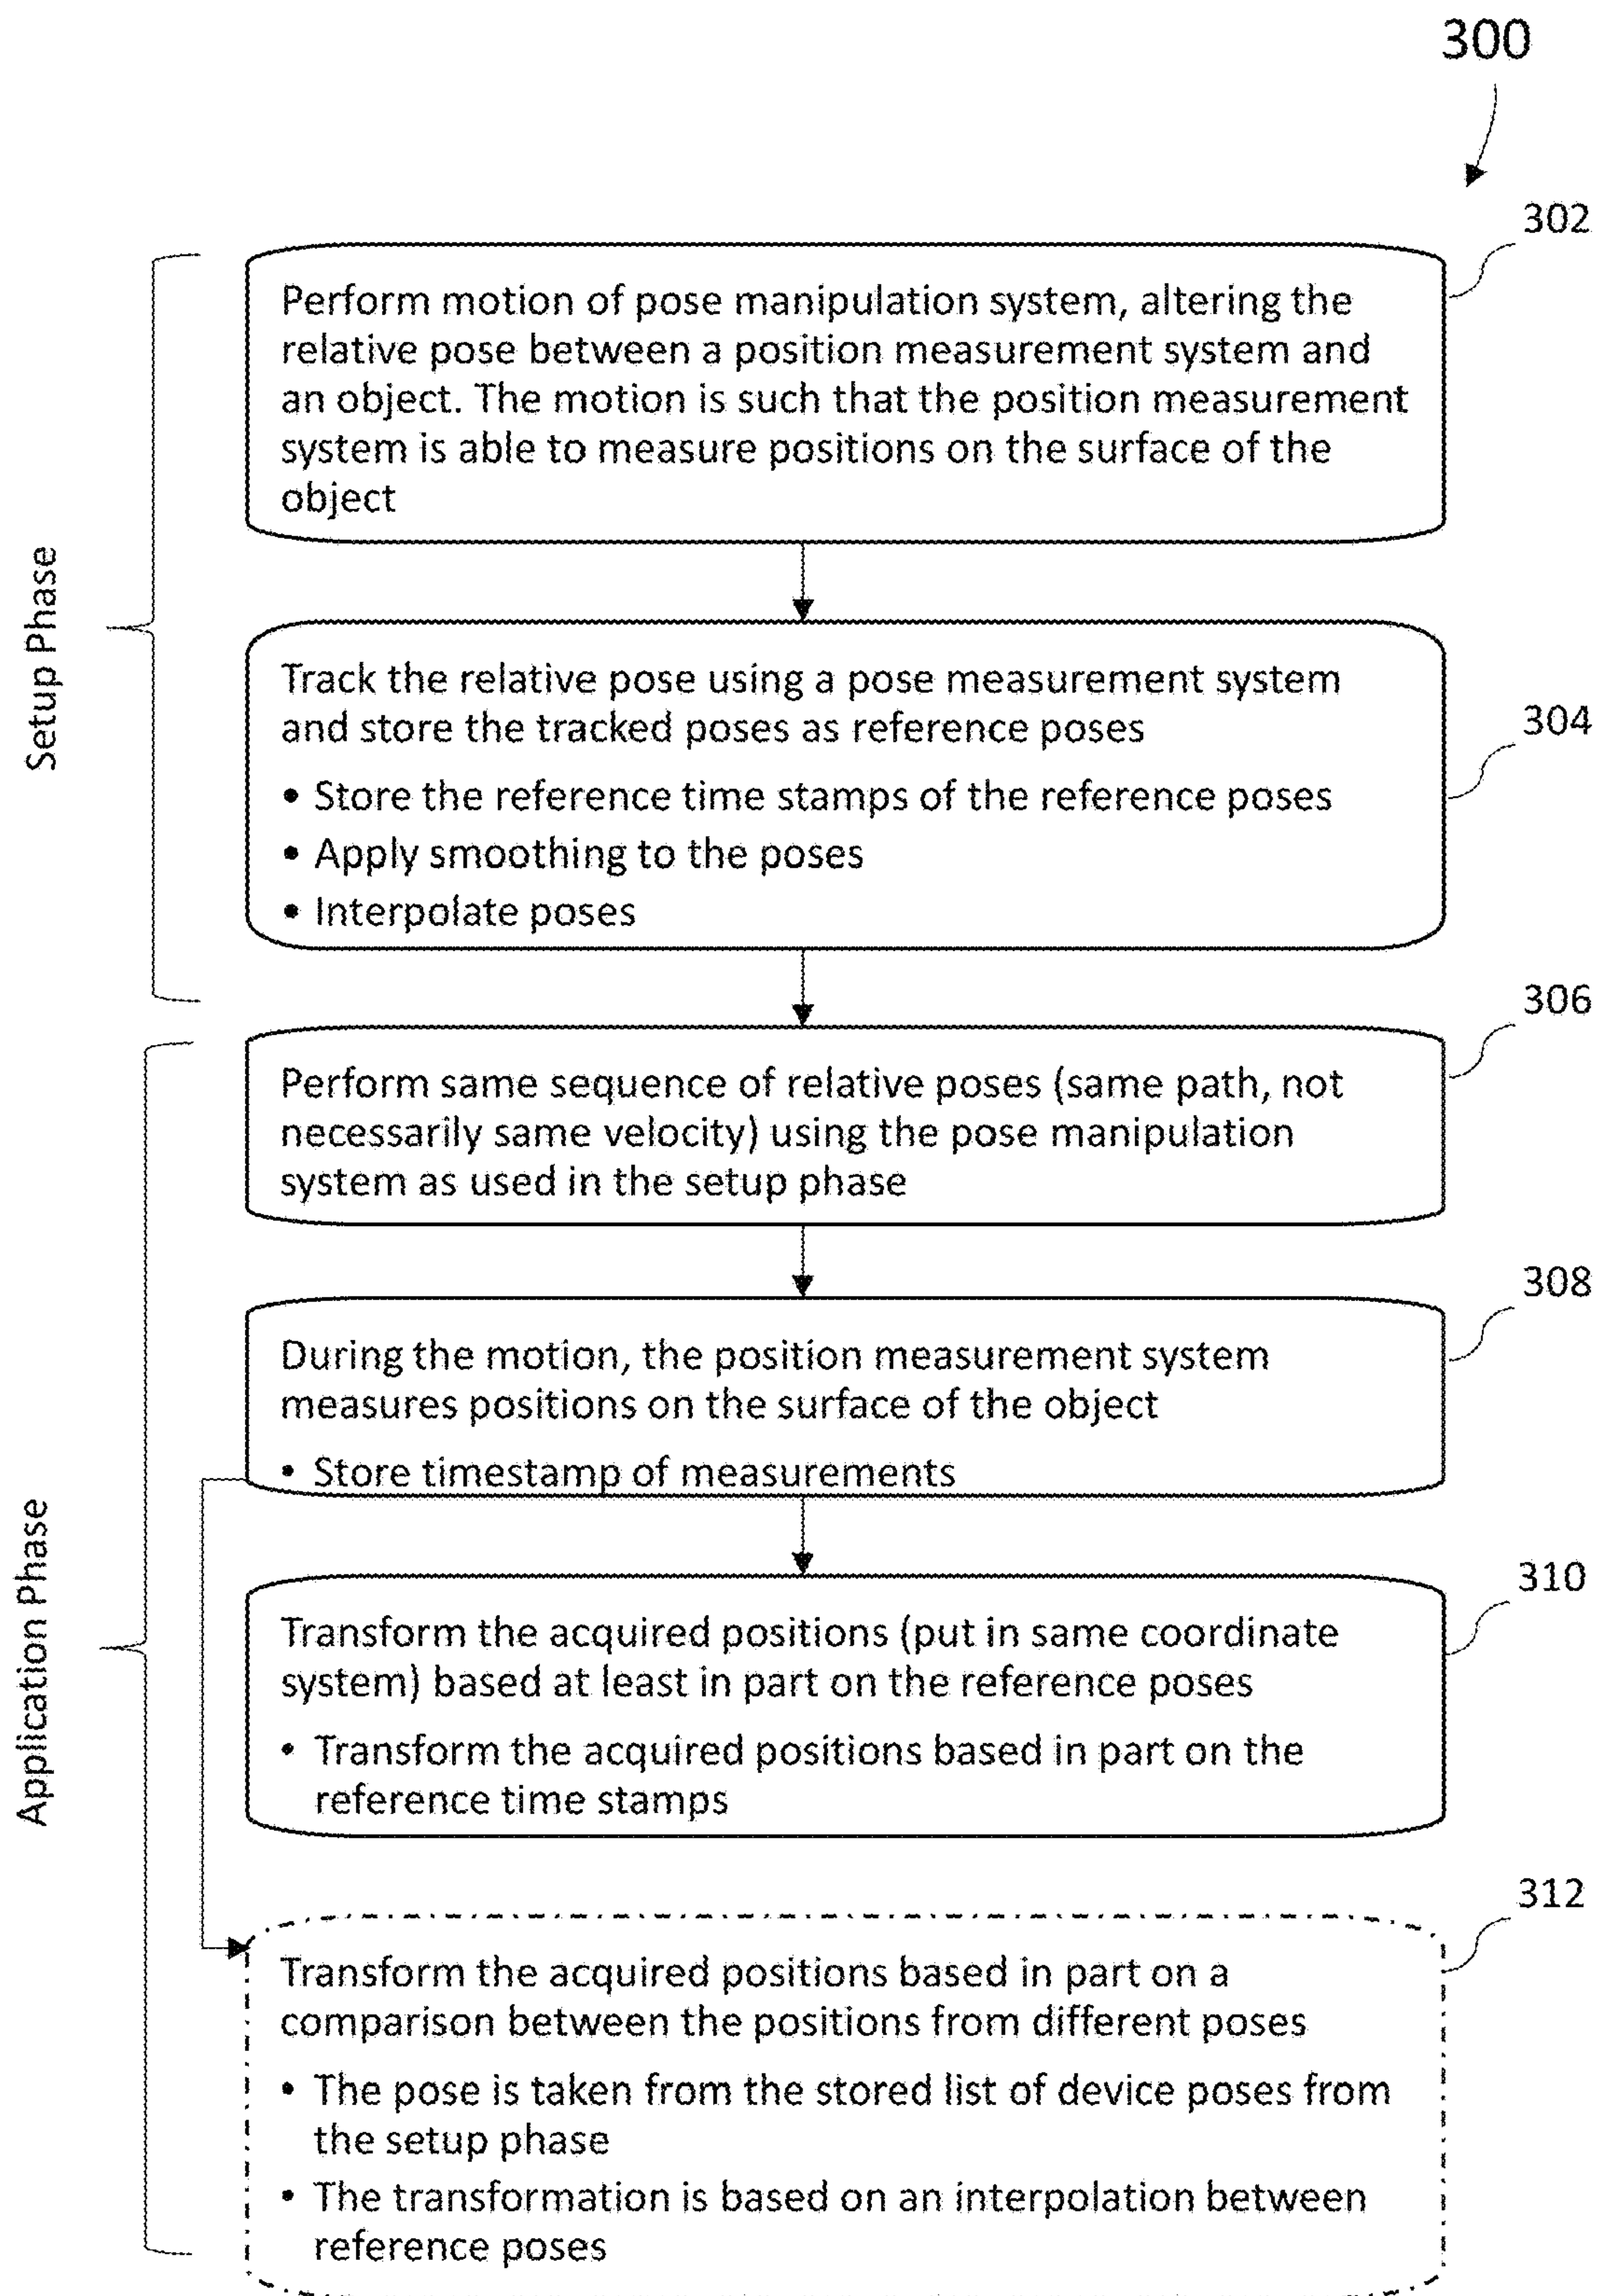 300
302
Perform motion of pose manipulation system, altering the
relative pose between a position measurement system and
an object. The motion is such that the position measurement
system is able to measure positions on the surface of the
object
Setup Phase
304
Track the relative pose using a pose measurement system
and store the tracked poses as reference poses
• Store the reference time stamps of the reference poses
• Apply smoothing to the poses
• Interpolate poses
306
Perform same sequence of relative poses (same path, not
necessarily same velocity) using the pose manipulation
system as used in the setup phase
308
During the motion, the position measurement system
measures positions on the surface of the object
• Store timestamp of measurements
Application Phase
310
Transform the acquired positions (put in same coordinate
system) based at least in part on the reference poses
• Transform the acquired positions based in part on the
reference time stamps
312
Transform the acquired positions based in part on a
comparison between the positions from different poses
• The pose is taken from the stored list of device poses from
the setup phase
• The transformation is based on an interpolation between
reference poses